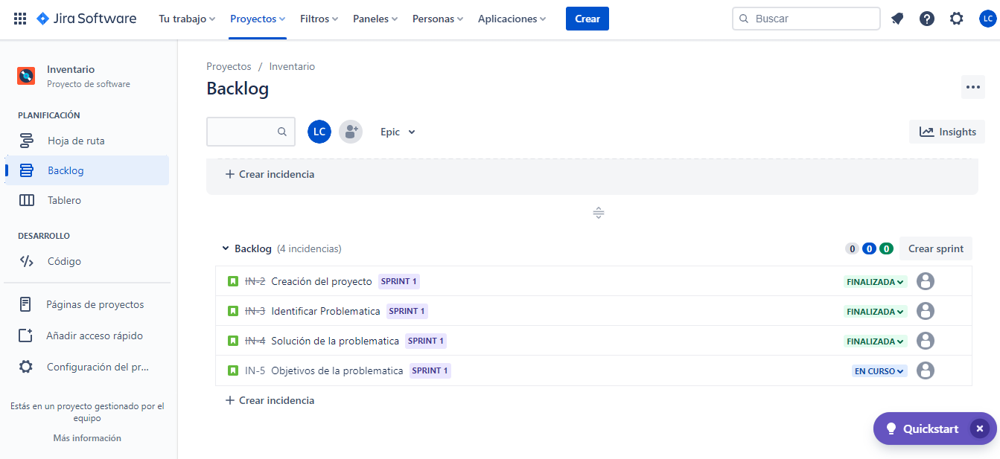 Jira Software Tu trabajo Proyectos Filtros Paneles Personas Aplicaciones Crear Buscar LC
Inventario
Proyecto de software
PLANIFICACIÓN
Hoja de ruta
Backlog
Tablero
DESARROLLO
Código
Páginas de proyectos
Añadir acceso rápido
Configuración del pr...
Estás en un proyecto gestionado por el
equipo
Más información
Proyectos / Inventario
Backlog
LC Epic Insights
+ Crear incidencia
Backlog (4 incidencias) 0 0 0 Crear sprint
IN-2 Creación del proyecto SPRINT 1 FINALIZADA
IN-3 Identificar Problematica SPRINT 1 FINALIZADA
IN-4 Solución de la problematica SPRINT 1 FINALIZADA
IN-5 Objetivos de la problematica SPRINT 1 EN CURSO
+ Crear incidencia
Quickstart